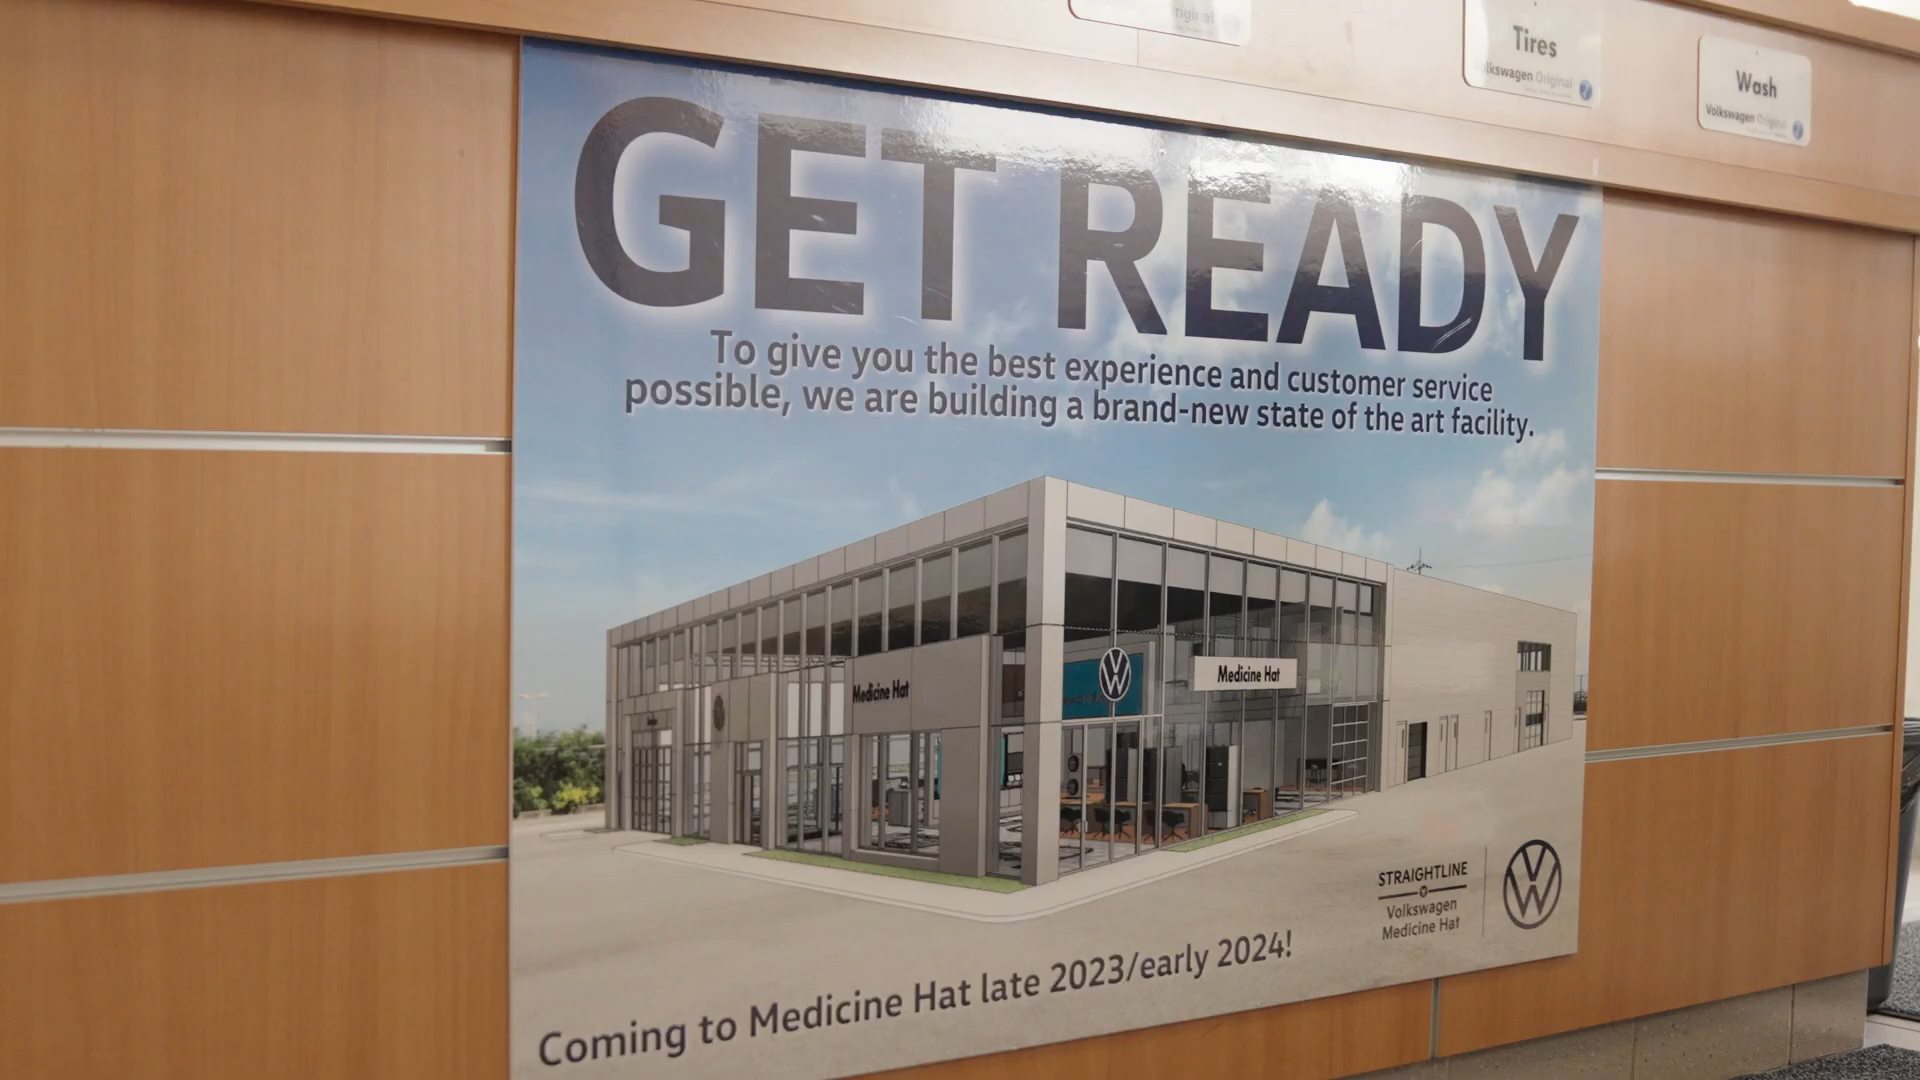 Tires
Volkswagen Original
Wash
Volkswagen Original
GET READY
To give you the best experience and customer service
possible, we are building a brand-new state of the art facility.
Medicine Hat
Medicine Hat
STRAIGHTLINE
Volkswagen
Medicine Hat
Coming to Medicine Hat late 2023/early 2024!